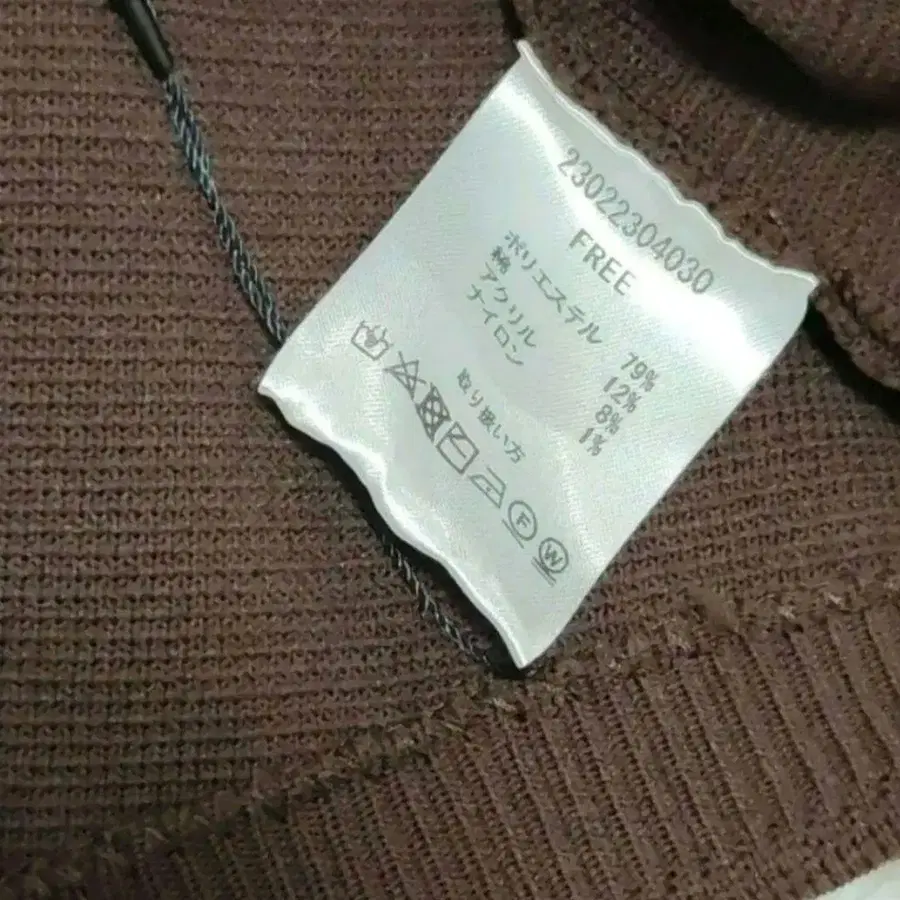 23022304030
FREE
ポリエステル 79%
綿 12%
アクリル 8%
ナイロン 1%
取り扱い方
F W